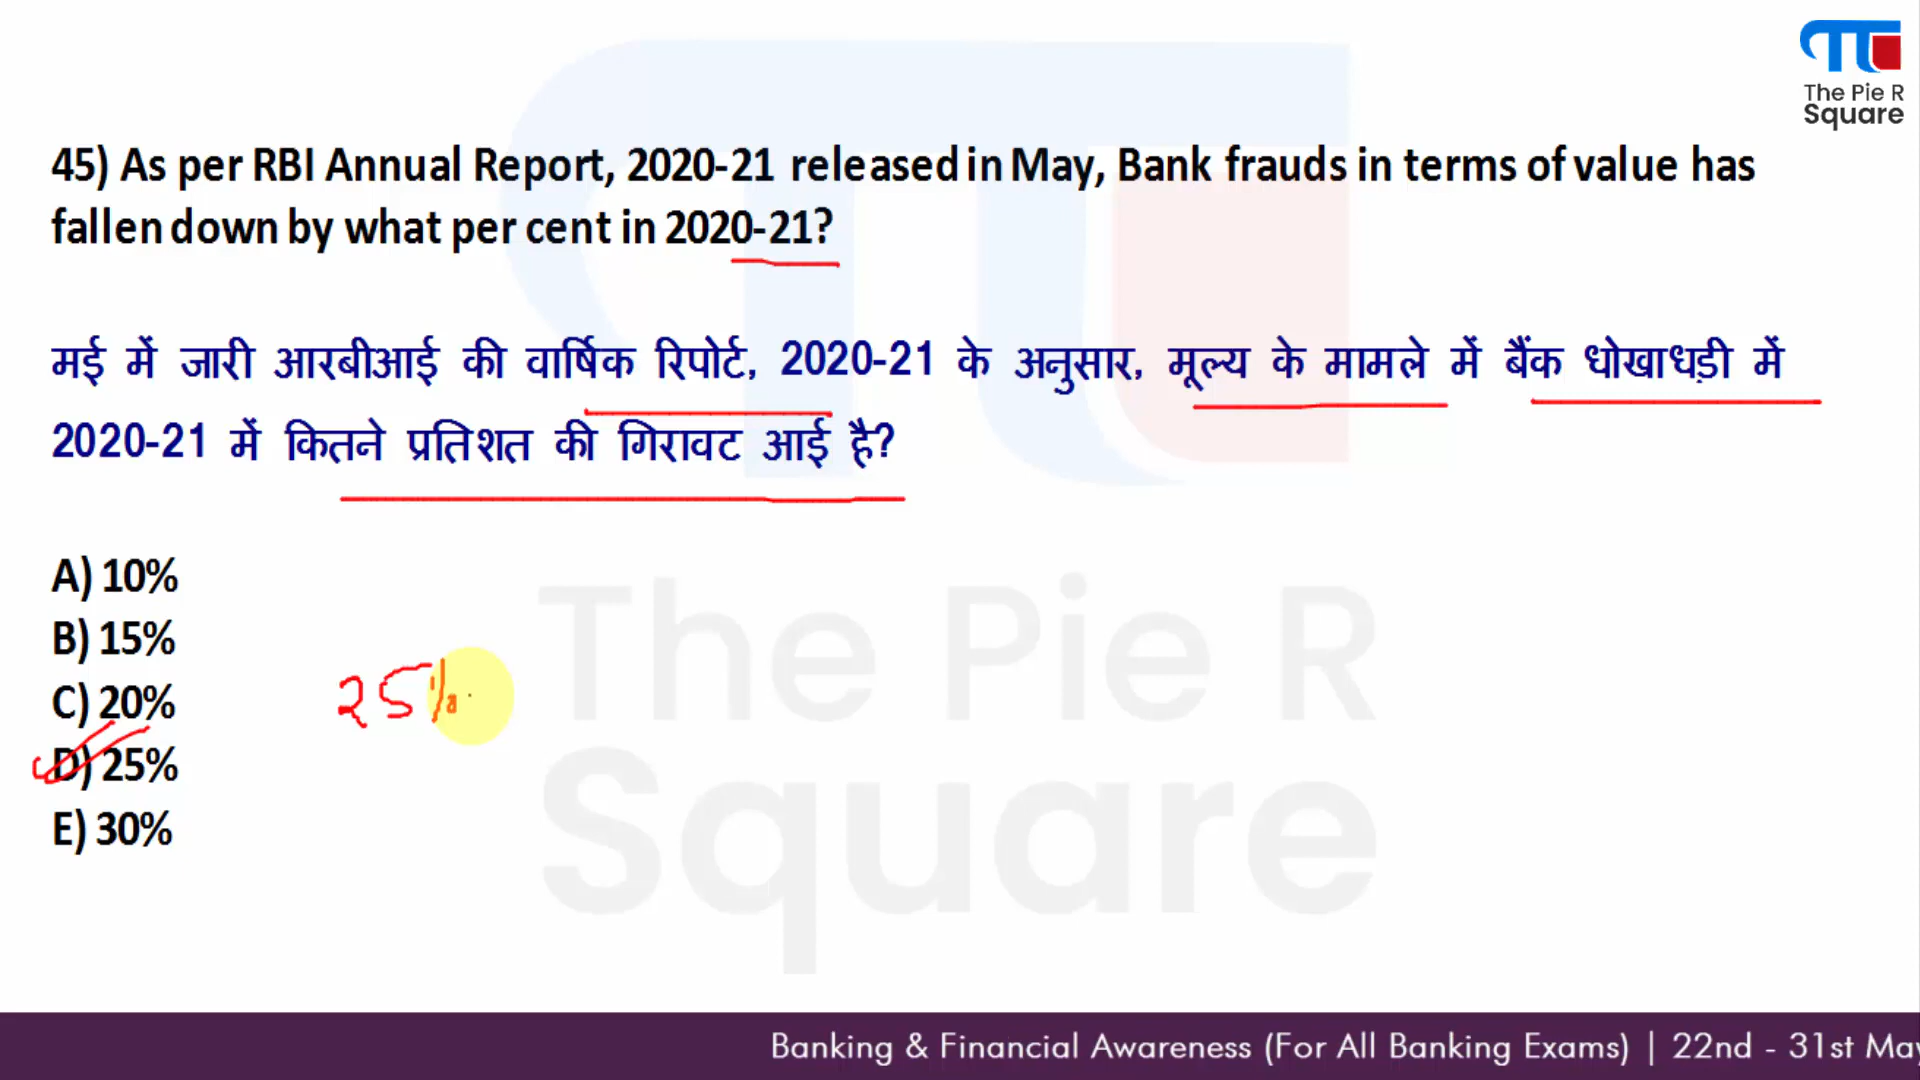 The Pie R
Square
45) As per RBI Annual Report, 2020-21 released in May, Bank frauds in terms of value has
fallen down by what per cent in 2020-21?
मई में जारी आरबीआई की वार्षिक रिपोर्ट, 2020-21 के अनुसार, मूल्य के मामले में बैंक धोखाधड़ी में
2020-21 में कितने प्रतिशत की गिरावट आई है?
A) 10%
B) 15%
C) 20%
D) 25%
E) 30%
25%
The Pie R
Square
Banking & Financial Awareness (For All Banking Exams) | 22nd - 31st May